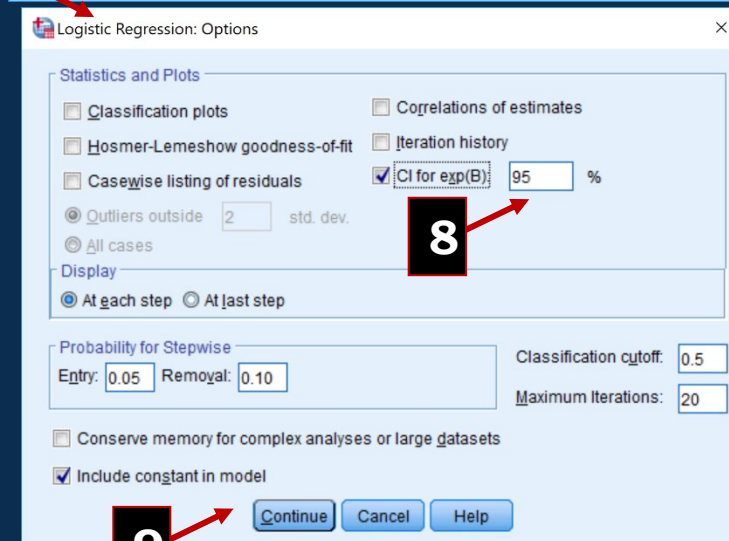 Logistic Regression: Options
Statistics and Plots
Classification plots
Correlations of estimates
Hosmer-Lemeshow goodness-of-fit
Iteration history
Casewise listing of residuals
CI for exp(B): 95 %
Outliers outside 2 std. dev.
All cases
8
Display
At each step At last step
Probability for Stepwise
Entry: 0.05 Removal: 0.10
Classification cutoff: 0.5
Maximum Iterations: 20
Conserve memory for complex analyses or large datasets
Include constant in model
Continue Cancel Help
9